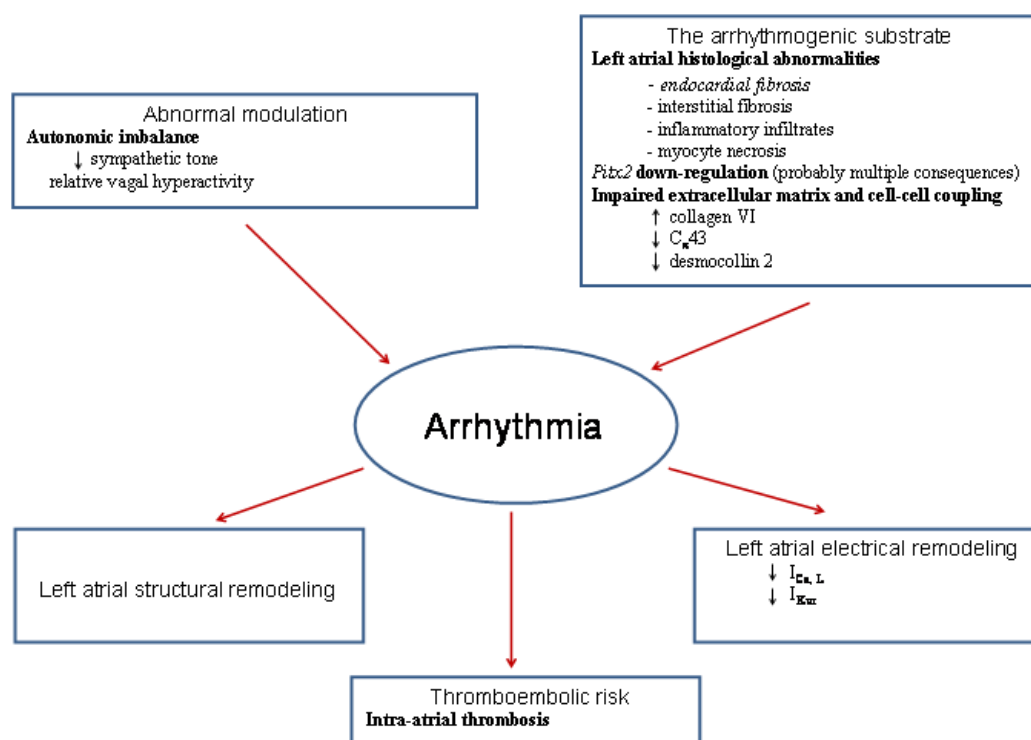 Abnormal modulation
Autonomic imbalance
↓ sympathetic tone
relative vagal hyperactivity
The arrhythmogenic substrate
Left atrial histological abnormalities
- endocardial fibrosis
- interstitial fibrosis
- inflammatory infiltrates
- myocyte necrosis
Pitx2 down-regulation (probably multiple consequences)
Impaired extracellular matrix and cell-cell coupling
↑ collagen VI
↓ Cx43
↓ desmocollin 2
Arrhythmia
Left atrial structural remodeling
Left atrial electrical remodeling
↓ ICa, L
↓ IKur
Thromboembolic risk
Intra-atrial thrombosis